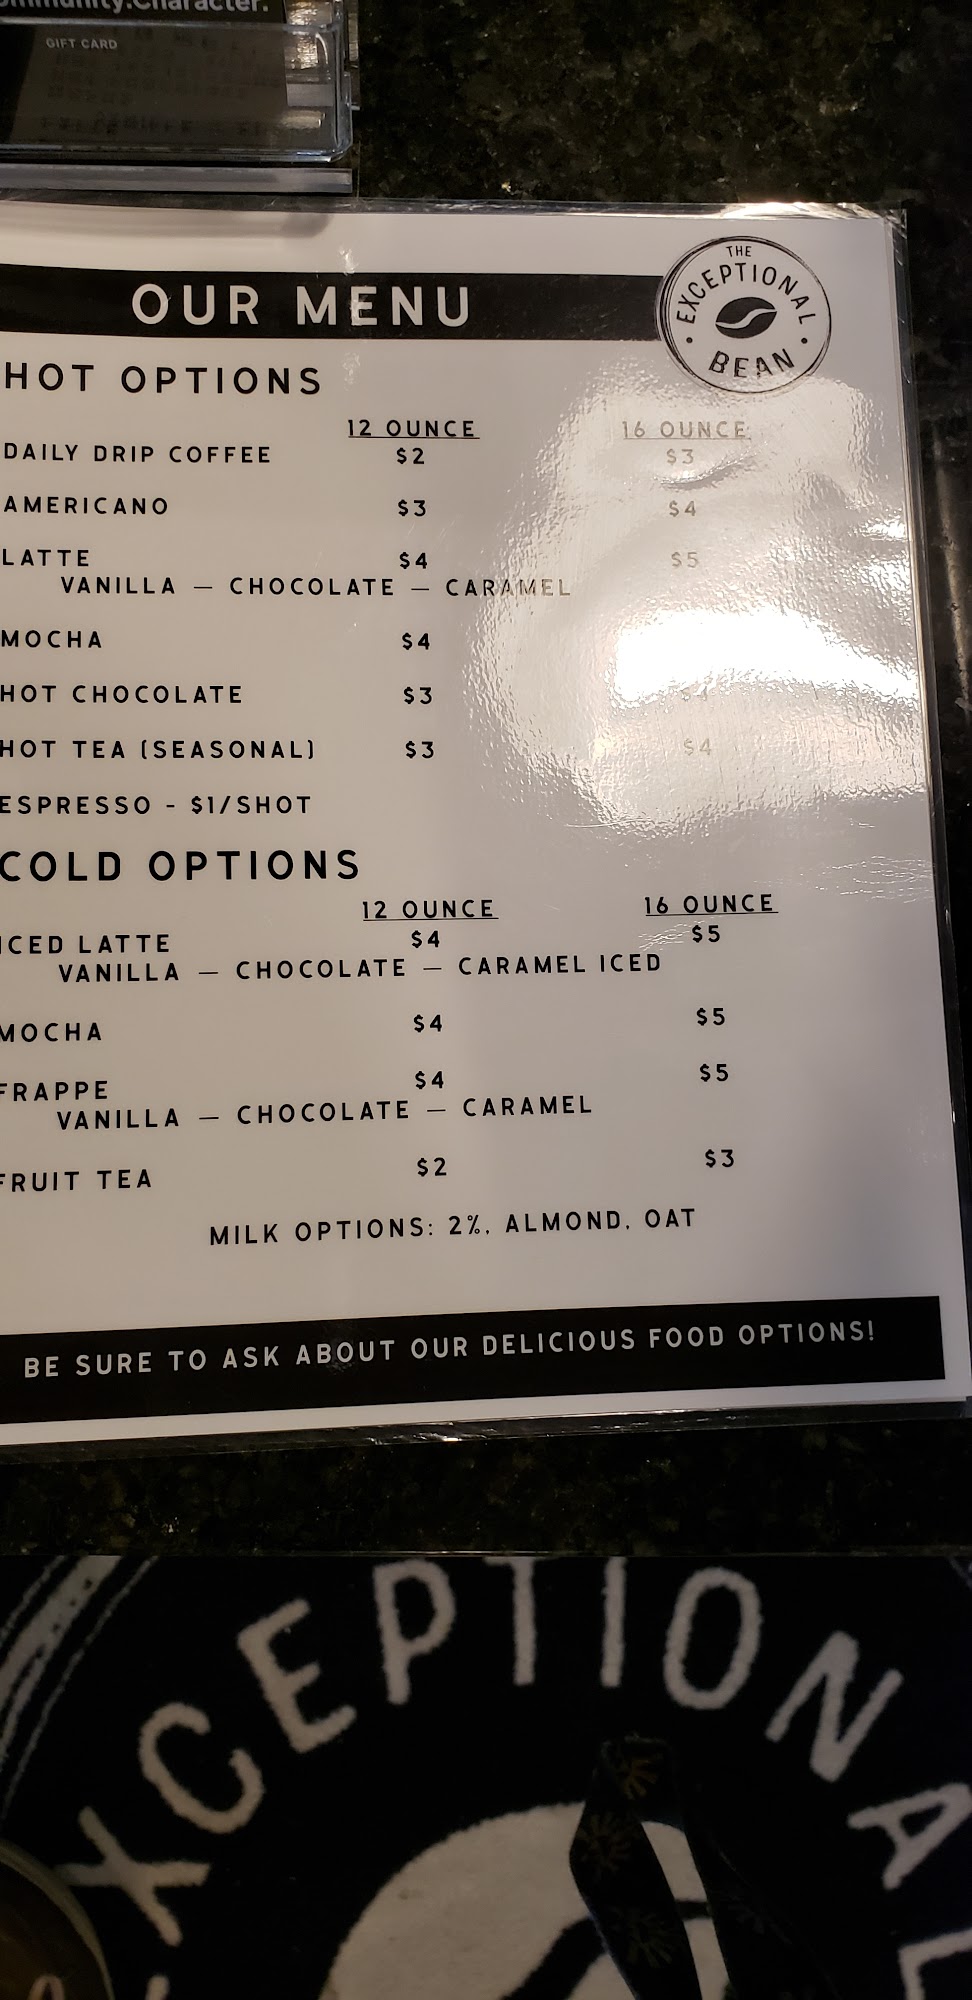 mmunity.Character.
GIFT CARD
OUR MENU
THE
EXCEPTIONAL
BEAN
HOT OPTIONS
12 OUNCE 16 OUNCE
DAILY DRIP COFFEE $2 $3
AMERICANO $3 $4
LATTE $4 $5
VANILLA — CHOCOLATE — CARAMEL
MOCHA $4
HOT CHOCOLATE $3
HOT TEA (SEASONAL) $3 $4
ESPRESSO - $1/SHOT
COLD OPTIONS
12 OUNCE 16 OUNCE
ICED LATTE $4 $5
VANILLA — CHOCOLATE — CARAMEL ICED
MOCHA $4 $5
FRAPPE $4 $5
VANILLA — CHOCOLATE — CARAMEL
FRUIT TEA $2 $3
MILK OPTIONS: 2%, ALMOND, OAT
BE SURE TO ASK ABOUT OUR DELICIOUS FOOD OPTIONS!
EXCEPTIONAL